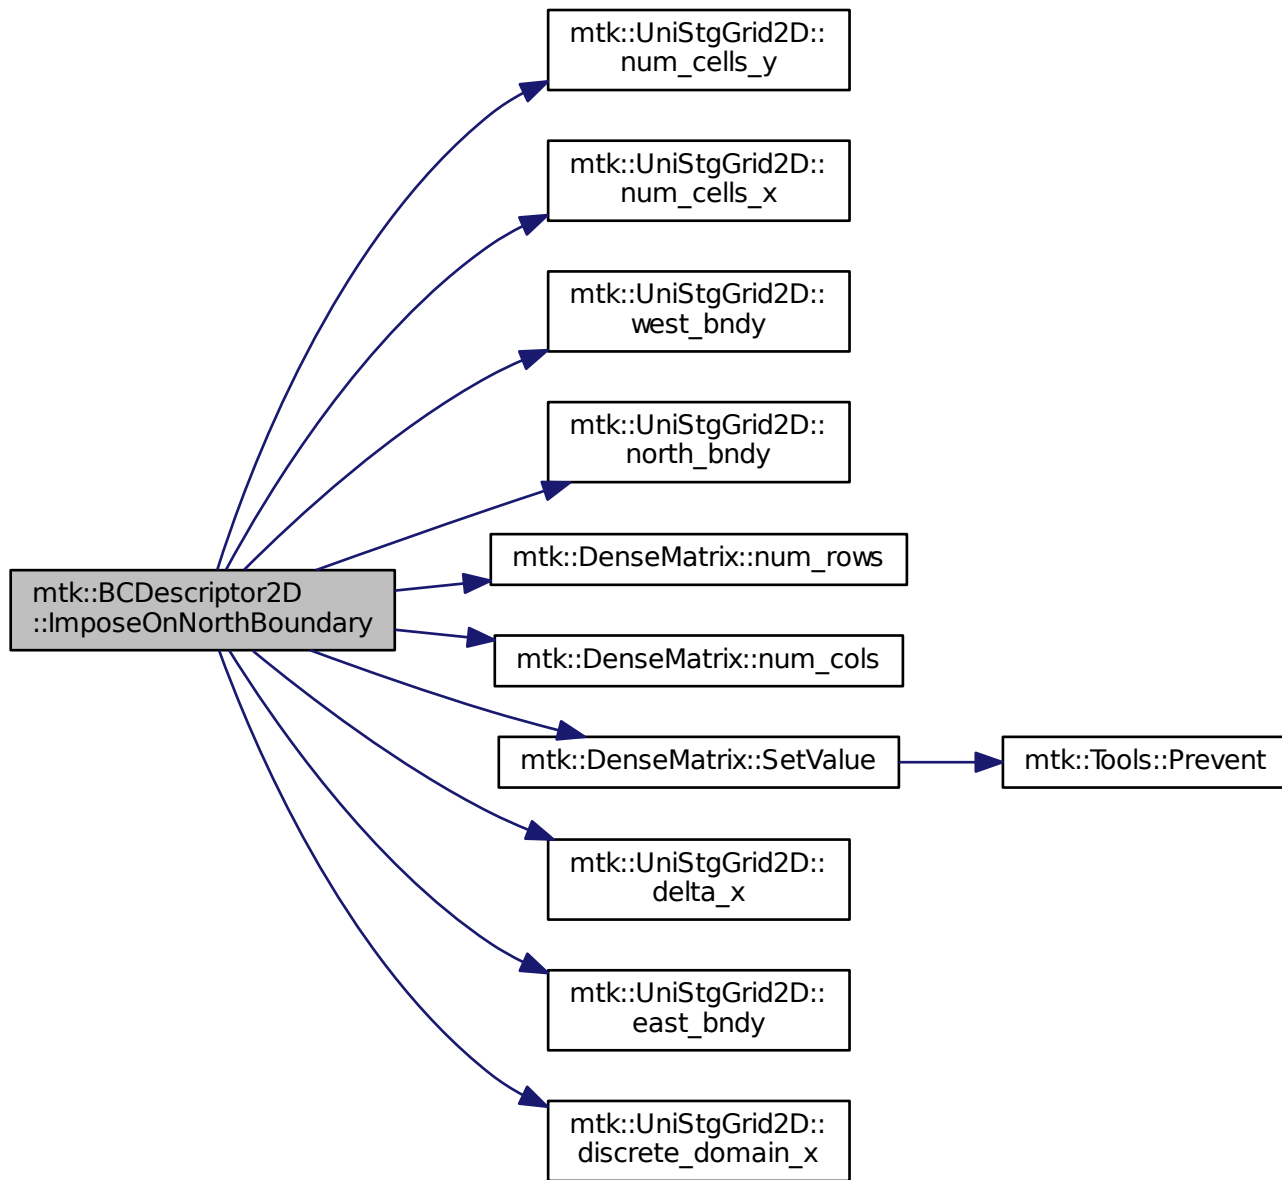 mtk::UniStgGrid2D::
num_cells_y
mtk::UniStgGrid2D::
num_cells_x
mtk::UniStgGrid2D::
west_bndy
mtk::UniStgGrid2D::
north_bndy
mtk::DenseMatrix::num_rows
mtk::BCDescriptor2D
::ImposeOnNorthBoundary
mtk::DenseMatrix::num_cols
mtk::DenseMatrix::SetValue
mtk::Tools::Prevent
mtk::UniStgGrid2D::
delta_x
mtk::UniStgGrid2D::
east_bndy
mtk::UniStgGrid2D::
discrete_domain_x